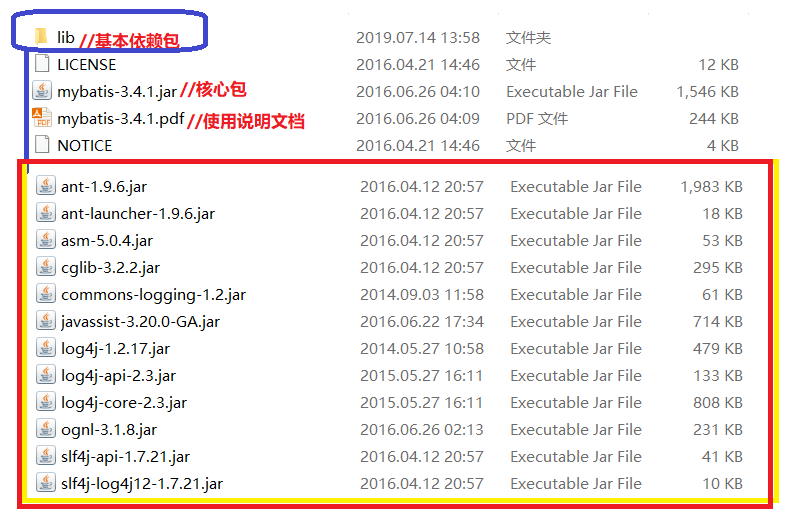 lib //基本依赖包 2019.07.14 13:58 文件夹
LICENSE 2016.04.21 14:46 文件 12 KB
mybatis-3.4.1.jar //核心包 2016.06.26 04:10 Executable Jar File 1,546 KB
mybatis-3.4.1.pdf //使用说明文档 2016.06.26 04:09 PDF 文件 244 KB
NOTICE 2016.04.21 14:46 文件 4 KB
ant-1.9.6.jar 2016.04.12 20:57 Executable Jar File 1,983 KB
ant-launcher-1.9.6.jar 2016.04.12 20:57 Executable Jar File 18 KB
asm-5.0.4.jar 2016.04.12 20:57 Executable Jar File 53 KB
cglib-3.2.2.jar 2016.04.12 20:57 Executable Jar File 295 KB
commons-logging-1.2.jar 2014.09.03 11:58 Executable Jar File 61 KB
javassist-3.20.0-GA.jar 2016.06.22 17:34 Executable Jar File 714 KB
log4j-1.2.17.jar 2014.05.27 10:58 Executable Jar File 479 KB
log4j-api-2.3.jar 2015.05.27 16:11 Executable Jar File 133 KB
log4j-core-2.3.jar 2015.05.27 16:11 Executable Jar File 808 KB
ognl-3.1.8.jar 2016.06.26 02:13 Executable Jar File 231 KB
slf4j-api-1.7.21.jar 2016.04.12 20:57 Executable Jar File 41 KB
slf4j-log4j12-1.7.21.jar 2016.04.12 20:57 Executable Jar File 10 KB